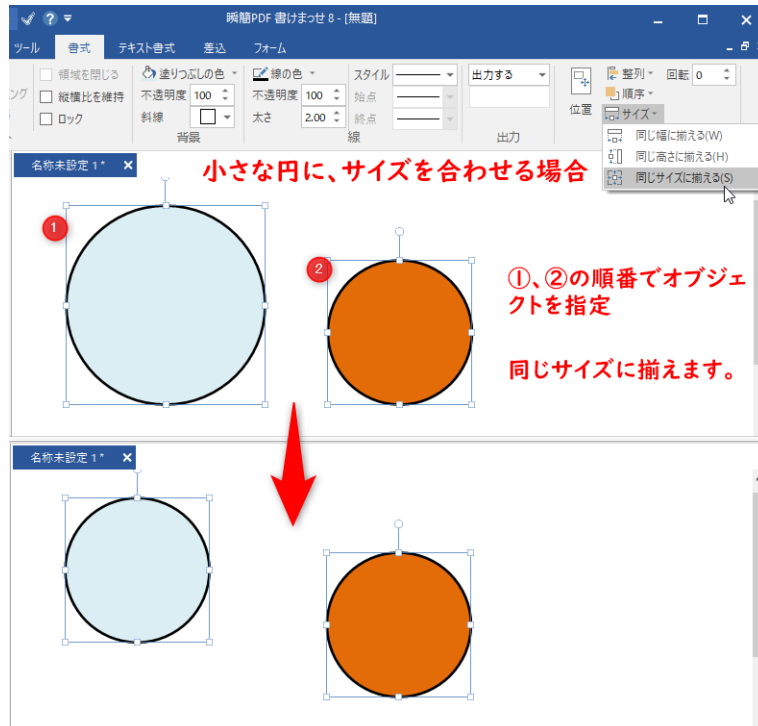 瞬簡PDF 書けまっせ 8 - [無題]
ツール 書式 テキスト書式 差込 フォーム
領域を閉じる 塗りつぶしの色 線の色 スタイル 出力する 整列 回転 0
ング 縦横比を維持 不透明度 100 不透明度 100 始点 順序
ロック 斜線 太さ 2.00 終点 位置 サイズ
背景 線 出力
同じ幅に揃える(W)
同じ高さに揃える(H)
同じサイズに揃える(S)
名称未設定 1* ×
小さな円に、サイズを合わせる場合
1
2
①、②の順番でオブジェ
クトを指定
同じサイズに揃えます。
名称未設定 1* ×